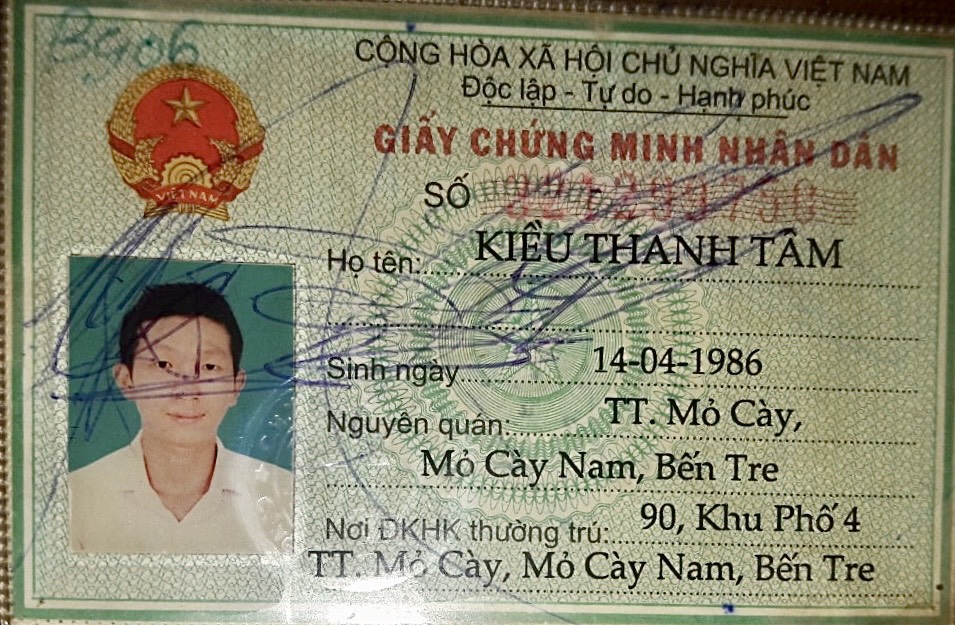 B906
CỘNG HÒA XÃ HỘI CHỦ NGHĨA VIỆT NAM
Độc lập - Tự do - Hạnh phúc
GIẤY CHỨNG MINH NHÂN DÂN
VIỆT NAM
SỐ
Họ tên: KIỀU THANH TÂM
Sinh ngày 14-04-1986
Nguyên quán: TT. Mỏ Cày,
Mỏ Cày Nam, Bến Tre
Nơi ĐKHK thường trú: 90, Khu Phố 4
TT. Mỏ Cày, Mỏ Cày Nam, Bến Tre